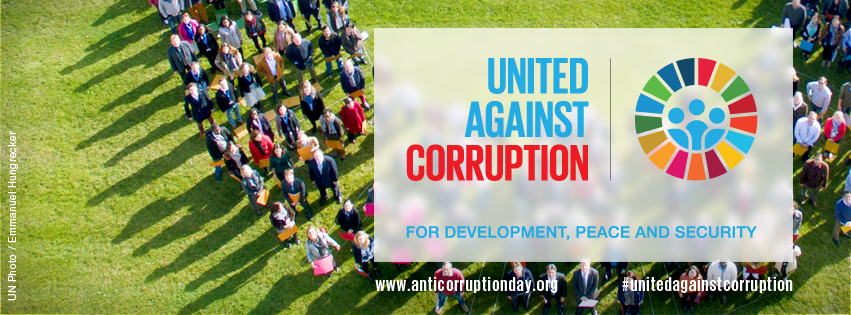 UNITED
AGAINST
CORRUPTION
FOR DEVELOPMENT, PEACE AND SECURITY
www.anticorruptionday.org
#unitedagainstcorruption
UN Photo / Emmanuel Hungrecker